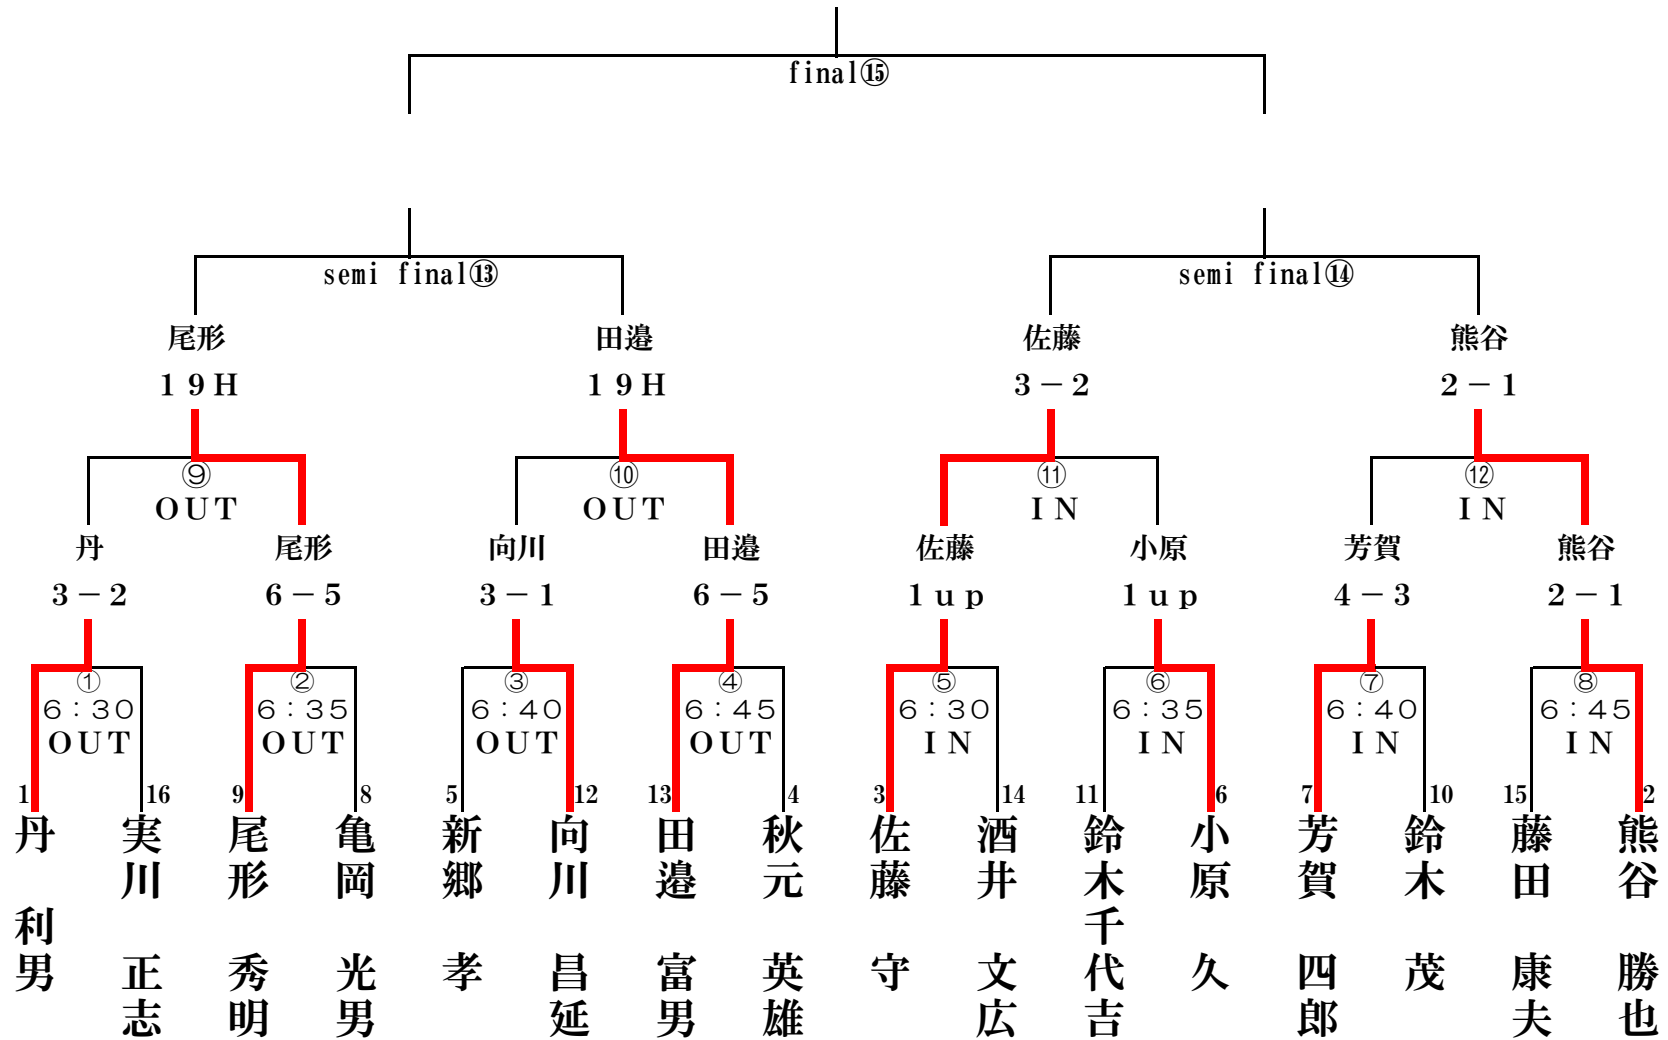 final⑮
semi final⑬
semi final⑭
尾形
田邉
佐藤
熊谷
１９Ｈ
１９Ｈ
３－２
２－１
⑨
⑩
⑪
⑫
ＯＵＴ
ＯＵＴ
ＩＮ
ＩＮ
丹
尾形
向川
田邉
佐藤
小原
芳賀
熊谷
３－２
６－５
３－１
６－５
１ｕｐ
１ｕｐ
４－３
２－１
①
②
③
④
⑤
⑥
⑦
⑧
６：３０
６：３５
６：４０
６：４５
６：３０
６：３５
６：４０
６：４５
ＯＵＴ
ＯＵＴ
ＯＵＴ
ＯＵＴ
ＩＮ
ＩＮ
ＩＮ
ＩＮ
1
16
9
8
5
12
13
4
3
14
11
6
7
10
15
2
丹　利男
実川　正志
尾形　秀明
亀岡　光男
新郷　孝
向川　昌延
田邉　富男
秋元　英雄
佐藤　守
酒井　文広
鈴木千代吉
小原　久
芳賀　四郎
鈴木　茂
藤田　康夫
熊谷　勝也